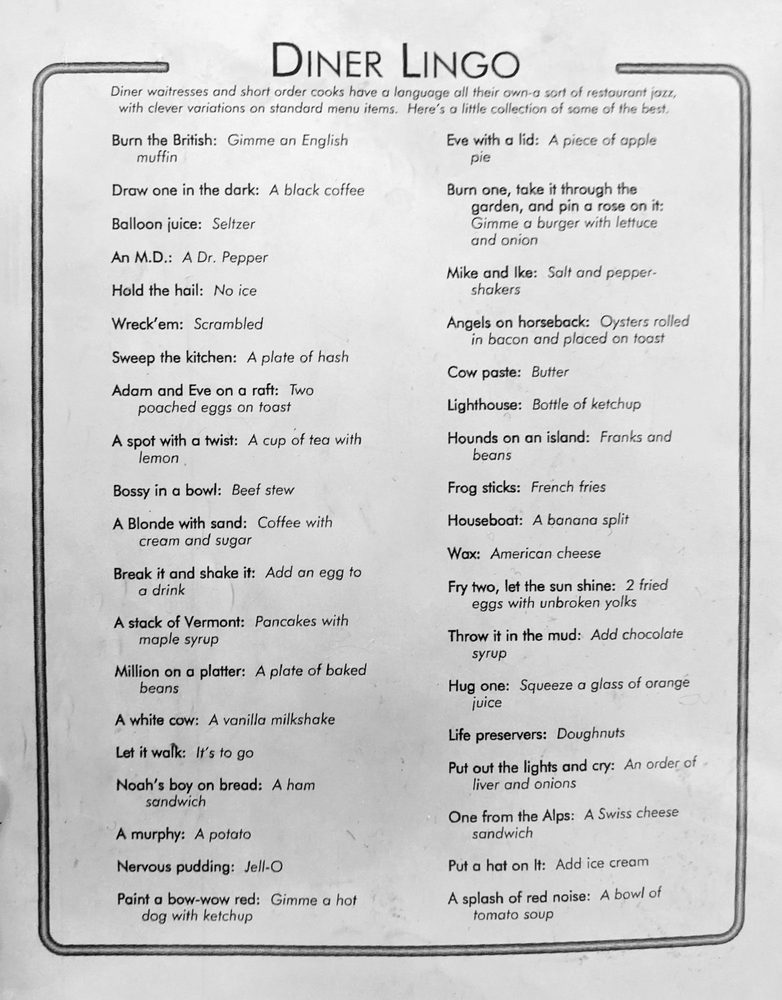 DINER LINGO
Diner waitresses and short order cooks have a language all their own-a sort of restaurant jazz,
with clever variations on standard menu items. Here's a little collection of some of the best.
Burn the British: Gimme an English
muffin
Draw one in the dark: A black coffee
Balloon juice: Seltzer
An M.D.: A Dr. Pepper
Hold the hail: No ice
Wreck'em: Scrambled
Sweep the kitchen: A plate of hash
Adam and Eve on a raft: Two
poached eggs on toast
A spot with a twist: A cup of tea with
lemon
Bossy in a bowl: Beef stew
A Blonde with sand: Coffee with
cream and sugar
Break it and shake it: Add an egg to
a drink
A stack of Vermont: Pancakes with
maple syrup
Million on a platter: A plate of baked
beans
A white cow: A vanilla milkshake
Let it walk: It's to go
Noah's boy on bread: A ham
sandwich
A murphy: A potato
Nervous pudding: Jell-O
Paint a bow-wow red: Gimme a hot
dog with ketchup
Eve with a lid: A piece of apple
pie
Burn one, take it through the
garden, and pin a rose on it:
Gimme a burger with lettuce
and onion
Mike and Ike: Salt and pepper-
shakers
Angels on horseback: Oysters rolled
in bacon and placed on toast
Cow paste: Butter
Lighthouse: Bottle of ketchup
Hounds on an island: Franks and
beans
Frog sticks: French fries
Houseboat: A banana split
Wax: American cheese
Fry two, let the sun shine: 2 fried
eggs with unbroken yolks
Throw it in the mud: Add chocolate
syrup
Hug one: Squeeze a glass of orange
juice
Life preservers: Doughnuts
Put out the lights and cry: An order of
liver and onions
One from the Alps: A Swiss cheese
sandwich
Put a hat on It: Add ice cream
A splash of red noise: A bowl of
tomato soup